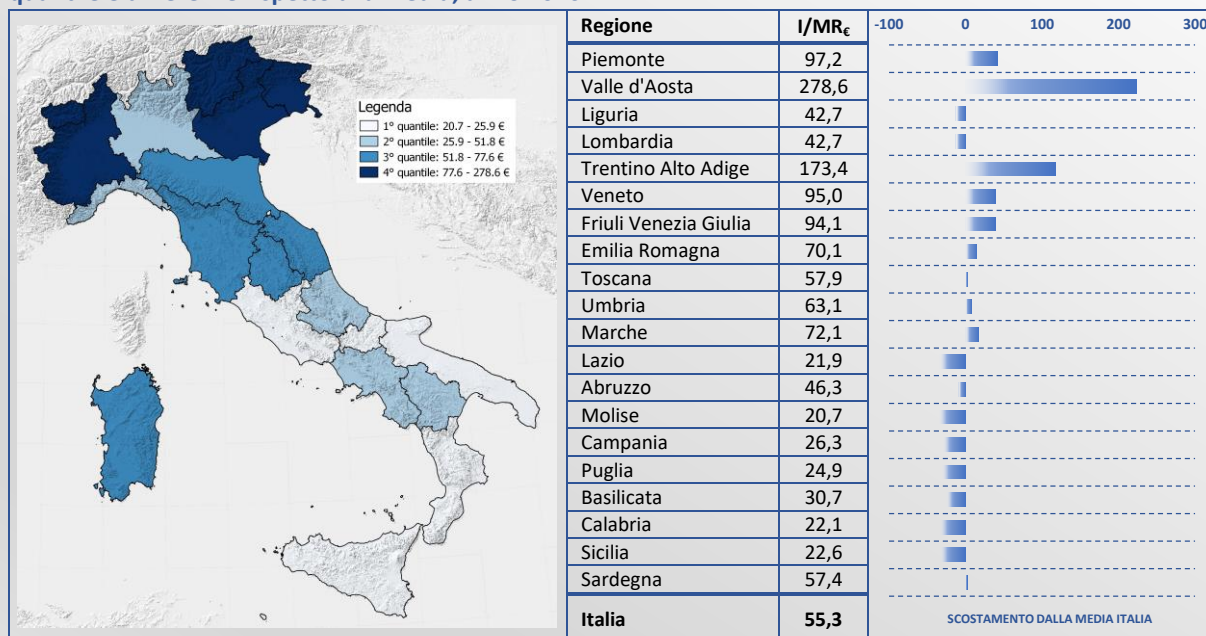 Regione I/MR€ -100 0 100 200 300
Piemonte 97,2
Valle d'Aosta 278,6
Liguria 42,7
Lombardia 42,7
Trentino Alto Adige 173,4
Veneto 95,0
Friuli Venezia Giulia 94,1
Emilia Romagna 70,1
Toscana 57,9
Umbria 63,1
Marche 72,1
Lazio 21,9
Abruzzo 46,3
Molise 20,7
Campania 26,3
Puglia 24,9
Basilicata 30,7
Calabria 22,1
Sicilia 22,6
Sardegna 57,4
Italia 55,3
SCOSTAMENTO DALLA MEDIA ITALIA
Legenda
1° quantile: 20.7 - 25.9 €
2° quantile: 25.9 - 51.8 €
3° quantile: 51.8 - 77.6 €
4° quantile: 77.6 - 278.6 €